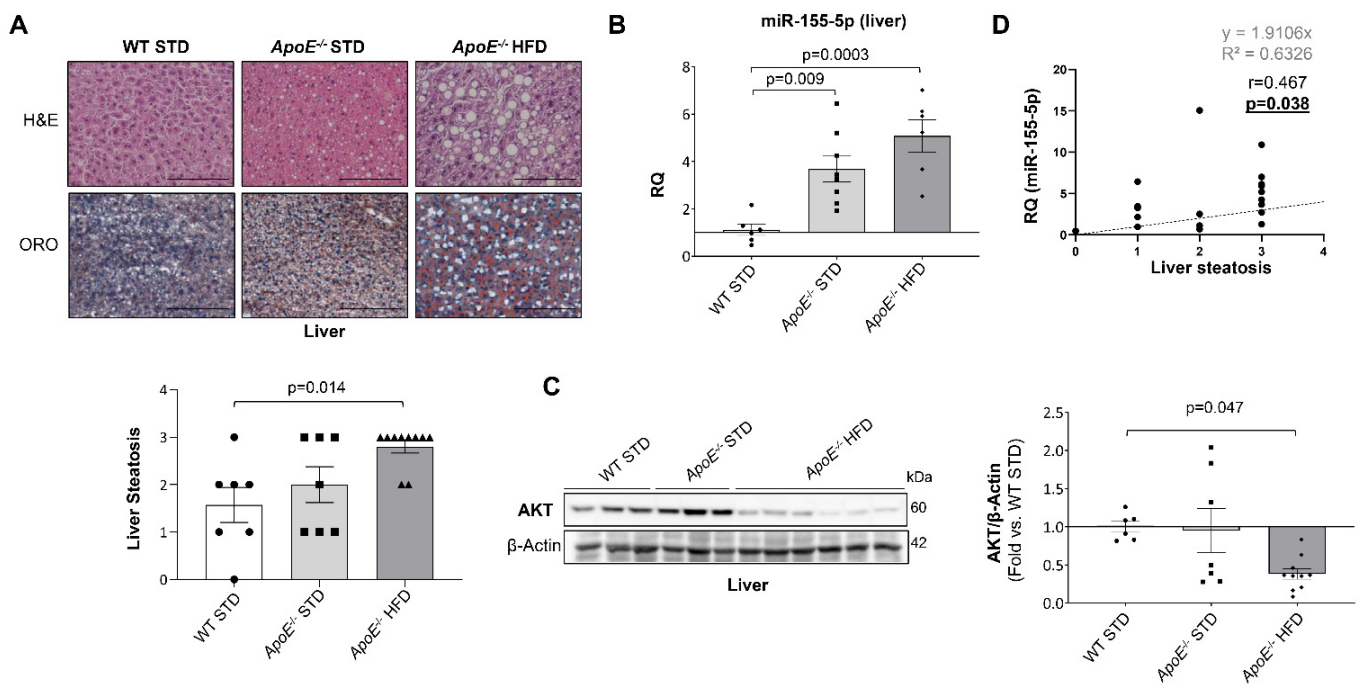 A
WT STD
ApoE-/- STD
ApoE-/- HFD
H&E
ORO
Liver
Liver Steatosis
4
3
2
1
0
p=0.014
WT STD
ApoE-/- STD
ApoE-/- HFD
B
miR-155-5p (liver)
p=0.0003
p=0.009
RQ
8
6
4
2
0
WT STD
ApoE-/- STD
ApoE-/- HFD
C
WT STD
ApoE-/- STD
ApoE-/- HFD
kDa
AKT
60
β-Actin
42
Liver
AKT/β-Actin
(Fold vs. WT STD)
2.5
2.0
1.5
1.0
0.5
0.0
p=0.047
WT STD
ApoE-/- STD
ApoE-/- HFD
D
y = 1.9106x
R² = 0.6326
r=0.467
p=0.038
RQ (miR-155-5p)
20
15
10
5
0
0 1 2 3 4
Liver steatosis